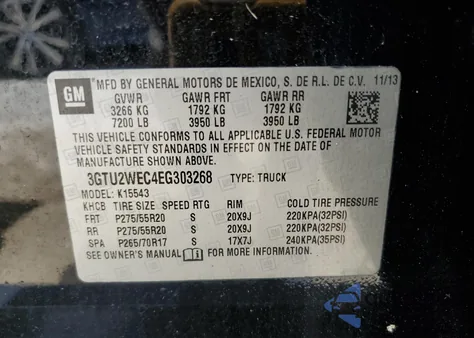 GM
MFD BY GENERAL MOTORS DE MEXICO, S. DE R.L. DE C.V. 11/13
GVWR GAWR FRT GAWR RR
3266 KG 1792 KG 1792 KG
7200 LB 3950 LB 3950 LB
THIS VEHICLE CONFORMS TO ALL APPLICABLE U.S. FEDERAL MOTOR
VEHICLE SAFETY STANDARDS IN EFFECT ON THE DATE OF
MANUFACTURE SHOWN ABOVE.
3GTU2WEC4EG303268 TYPE: TRUCK
MODEL: K15543
KHCB TIRE SIZE SPEED RTG RIM COLD TIRE PRESSURE
FRT P275/55R20 S 20X9J 220KPA(32PSI)
RR P275/55R20 S 20X9J 220KPA(32PSI)
SPA P265/70R17 S 17X7J 240KPA(35PSI)
SEE OWNER'S MANUAL FOR MORE INFORMATION.